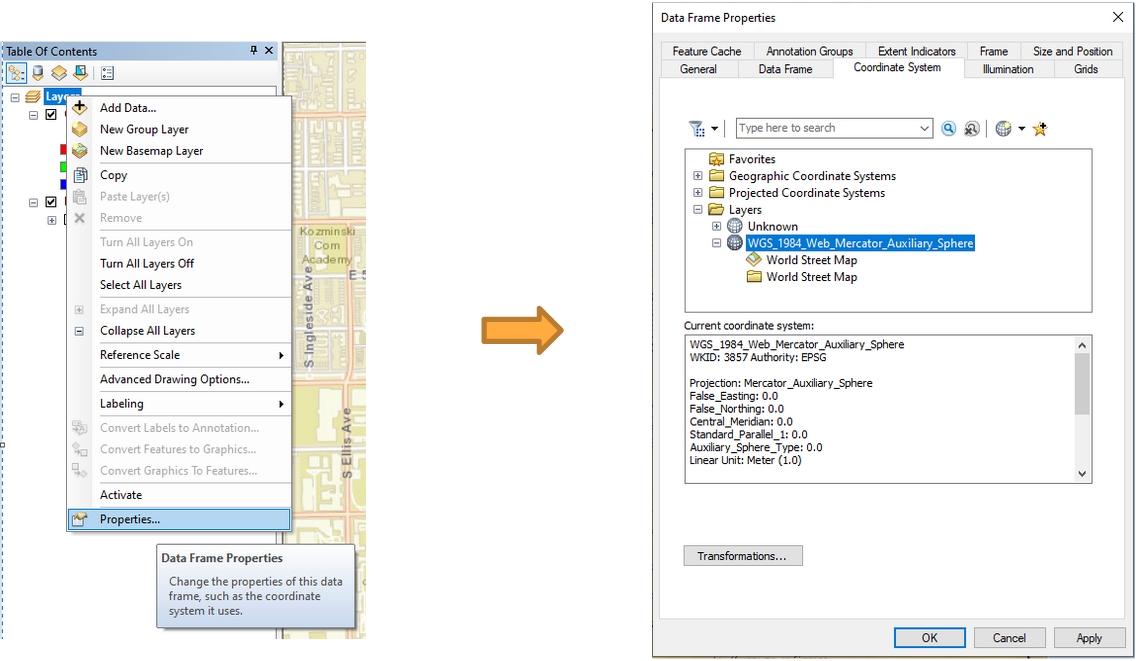 Table Of Contents
Layers
Add Data...
New Group Layer
New Basemap Layer
Copy
Paste Layer(s)
Remove
Turn All Layers On
Turn All Layers Off
Select All Layers
Expand All Layers
Collapse All Layers
Reference Scale
Advanced Drawing Options...
Labeling
Convert Labels to Annotation...
Convert Features to Graphics...
Convert Graphics To Features...
Activate
Properties...
Data Frame Properties
Change the properties of this data
frame, such as the coordinate
system it uses.
Kozminski
Com
Academy
E
S Ingleside Ave
S Ellis Ave
Data Frame Properties
Feature Cache Annotation Groups Extent Indicators Frame Size and Position
General Data Frame Coordinate System Illumination Grids
Type here to search
Favorites
Geographic Coordinate Systems
Projected Coordinate Systems
Layers
Unknown
WGS_1984_Web_Mercator_Auxiliary_Sphere
World Street Map
World Street Map
Current coordinate system:
WGS_1984_Web_Mercator_Auxiliary_Sphere
WKID: 3857 Authority: EPSG
Projection: Mercator_Auxiliary_Sphere
False_Easting: 0.0
False_Northing: 0.0
Central_Meridian: 0.0
Standard_Parallel_1: 0.0
Auxiliary_Sphere_Type: 0.0
Linear Unit: Meter (1.0)
Transformations...
OK Cancel Apply